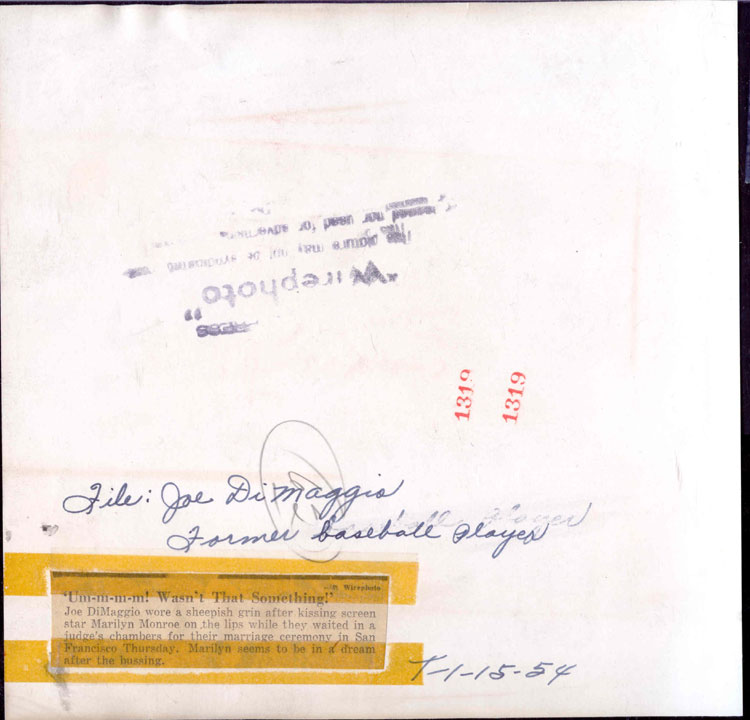 Wirephoto"
1319
1319
File: Joe DiMaggio
Former baseball player
Wirephoto
'Um-m-m-m! Wasn't That Something!'
Joe DiMaggio wore a sheepish grin after kissing screen
star Marilyn Monroe on the lips while they waited in a
judge's chambers for their marriage ceremony in San
Francisco Thursday. Marilyn seems to be in a dream
after the bussing.
T-1-15-54